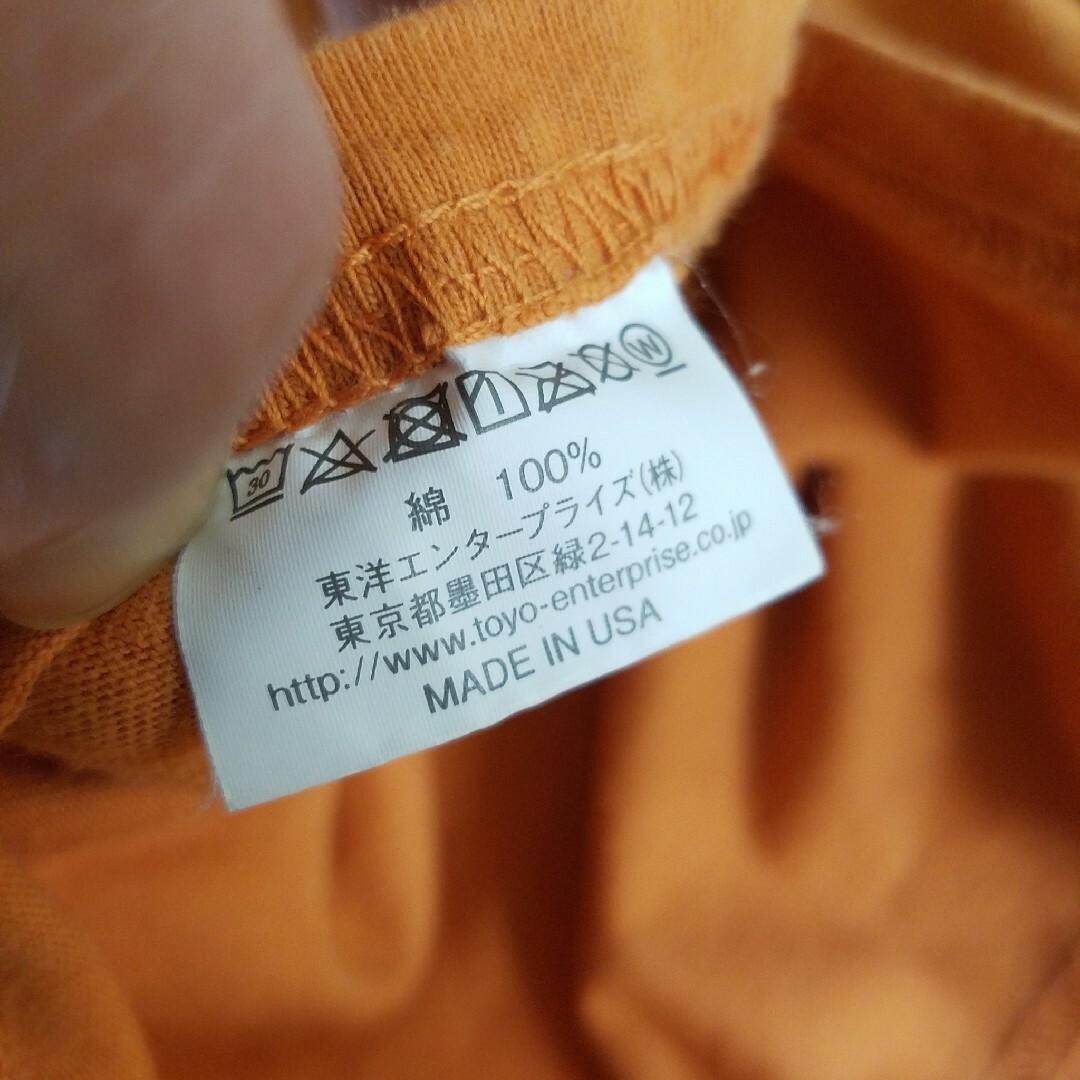 30 W
綿 100%
東洋エンタープライズ(株)
東京都墨田区緑2-14-12
http://www.toyo-enterprise.co.jp
MADE IN USA